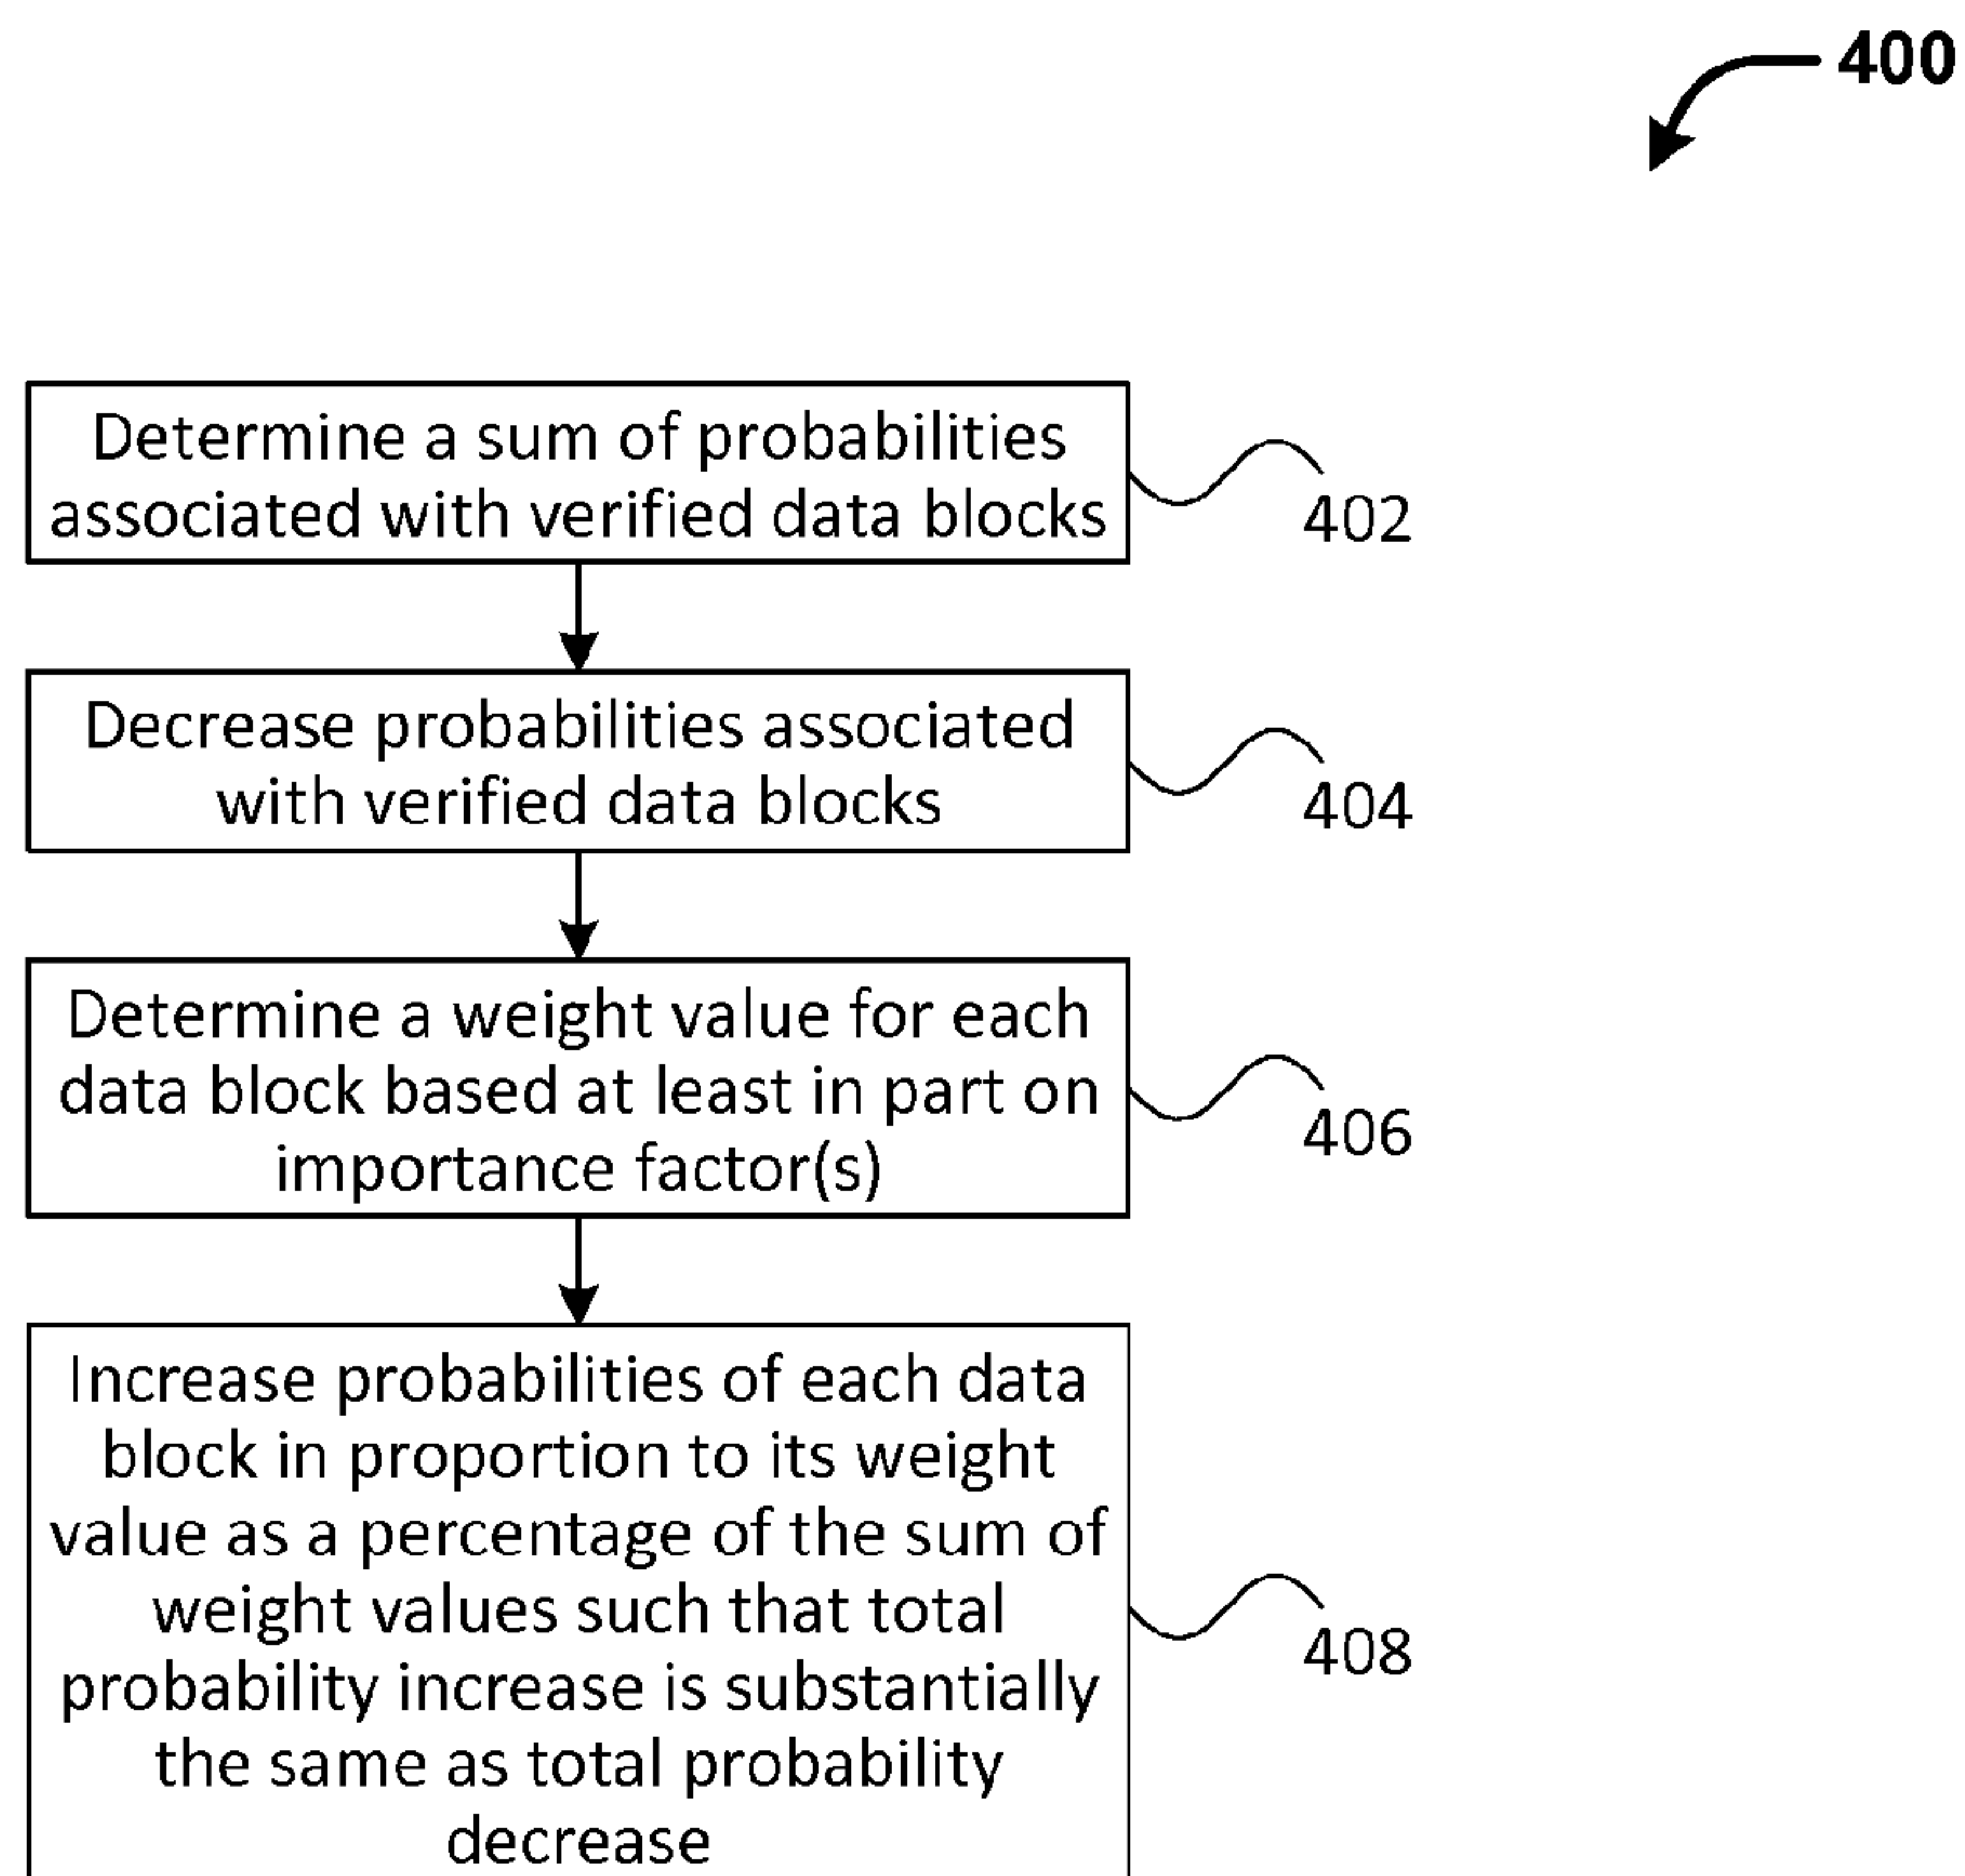 400
Determine a sum of probabilities
associated with verified data blocks
402
Decrease probabilities associated
with verified data blocks
404
Determine a weight value for each
data block based at least in part on
importance factor(s)
406
Increase probabilities of each data
block in proportion to its weight
value as a percentage of the sum of
weight values such that total
probability increase is substantially
the same as total probability
decrease
408